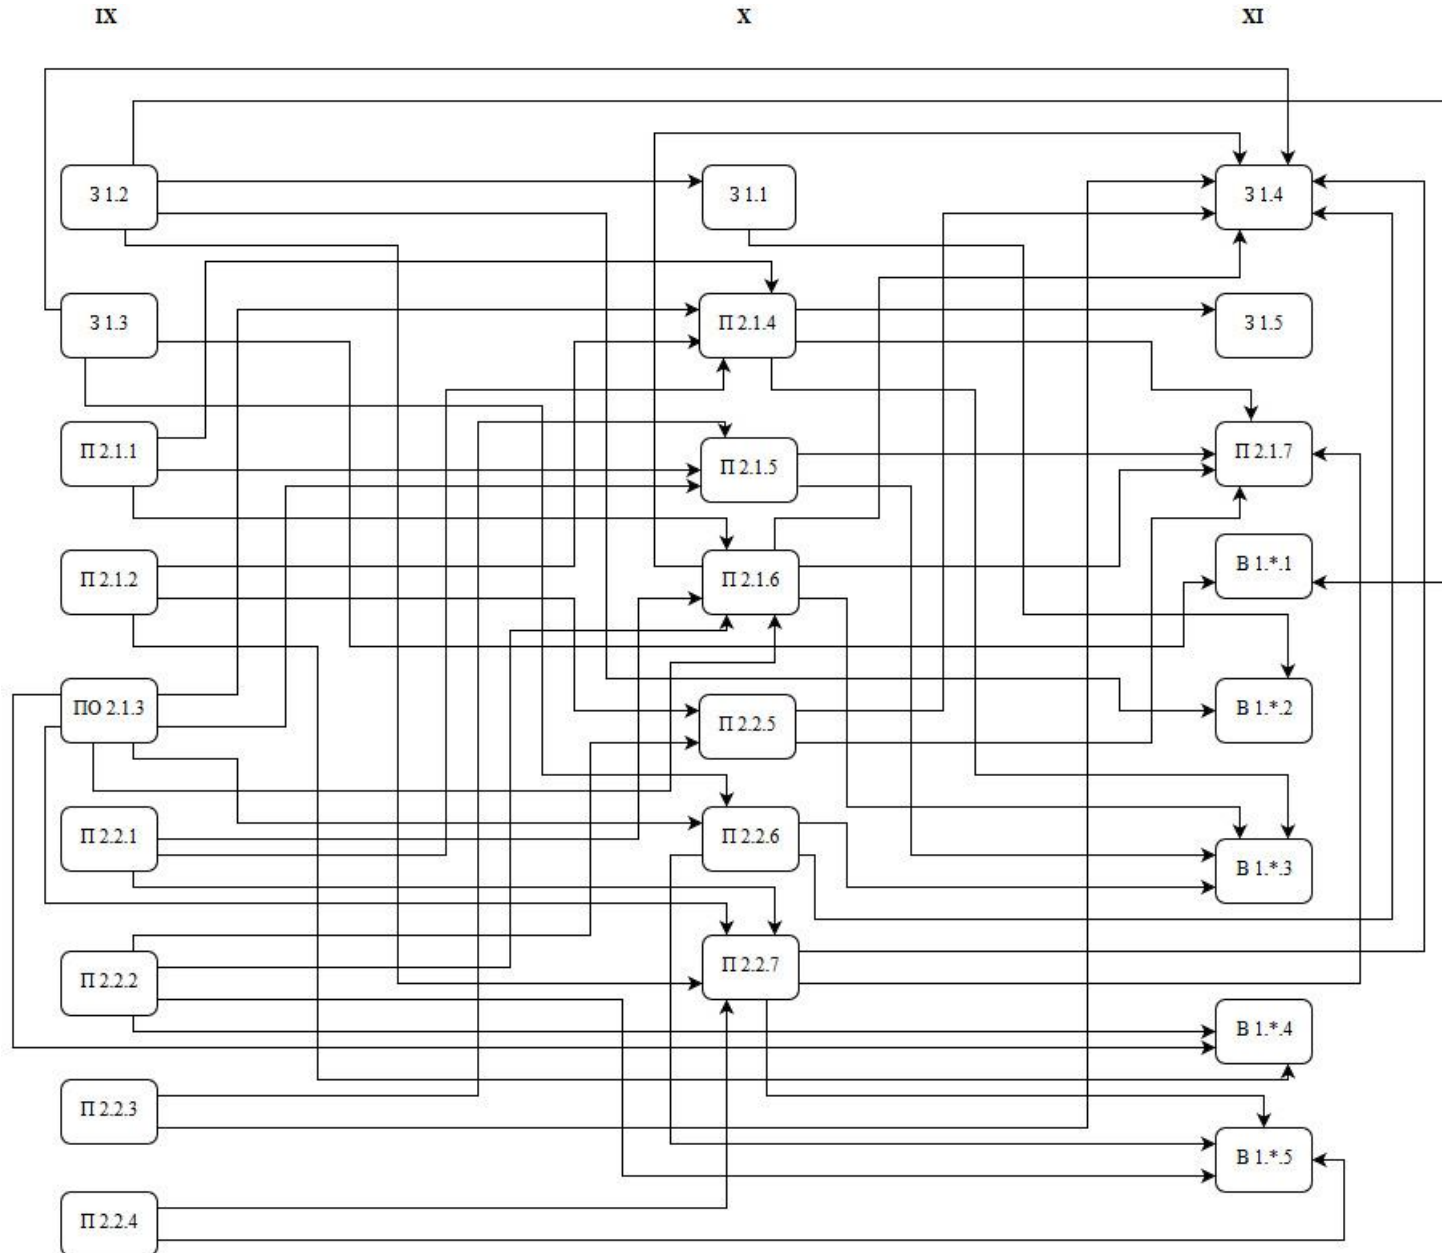 IX
X
XI
З 1.2
З 1.1
З 1.4
З 1.3
П 2.1.4
З 1.5
П 2.1.1
П 2.1.5
П 2.1.7
П 2.1.2
П 2.1.6
В 1.*.1
ПО 2.1.3
П 2.2.5
В 1.*.2
П 2.2.1
П 2.2.6
В 1.*.3
П 2.2.2
П 2.2.7
В 1.*.4
П 2.2.3
В 1.*.5
П 2.2.4